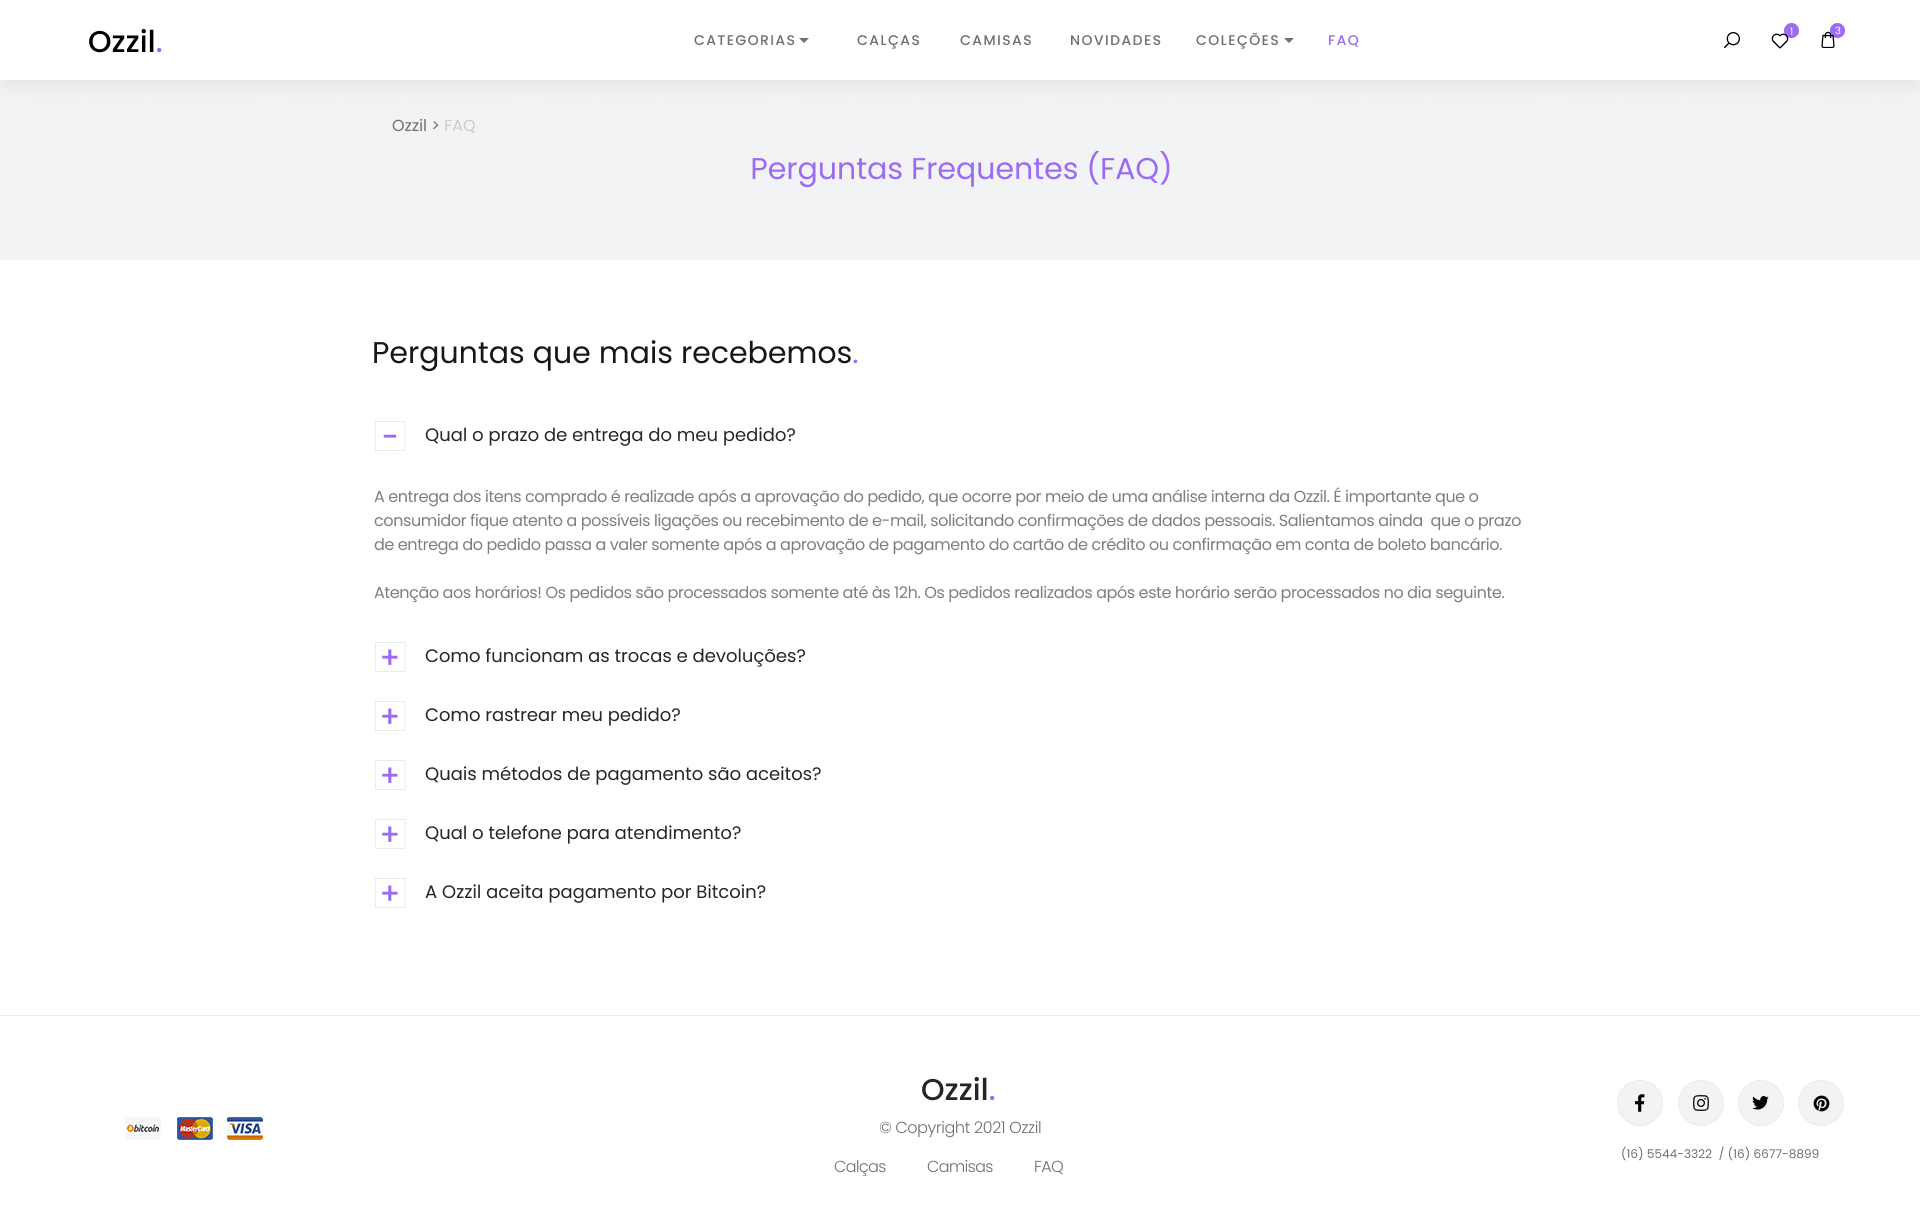 Ozzil.
CATEGORIAS CALÇAS CAMISAS NOVIDADES COLEÇÕES FAQ
1
3
Ozzil > FAQ
Perguntas Frequentes (FAQ)
Perguntas que mais recebemos.
Qual o prazo de entrega do meu pedido?
A entrega dos itens comprado é realizade após a aprovação do pedido, que ocorre por meio de uma análise interna da Ozzil. É importante que o
consumidor fique atento a possíveis ligações ou recebimento de e-mail, solicitando confirmações de dados pessoais. Salientamos ainda  que o prazo
de entrega do pedido passa a valer somente após a aprovação de pagamento do cartão de crédito ou confirmação em conta de boleto bancário.
Atenção aos horários! Os pedidos são processados somente até às 12h. Os pedidos realizados após este horário serão processados no dia seguinte.
Como funcionam as trocas e devoluções?
Como rastrear meu pedido?
Quais métodos de pagamento são aceitos?
Qual o telefone para atendimento?
A Ozzil aceita pagamento por Bitcoin?
bitcoin MasterCard VISA
Ozzil.
© Copyright 2021 Ozzil
Calças Camisas FAQ
(16) 5544-3322  / (16) 6677-8899